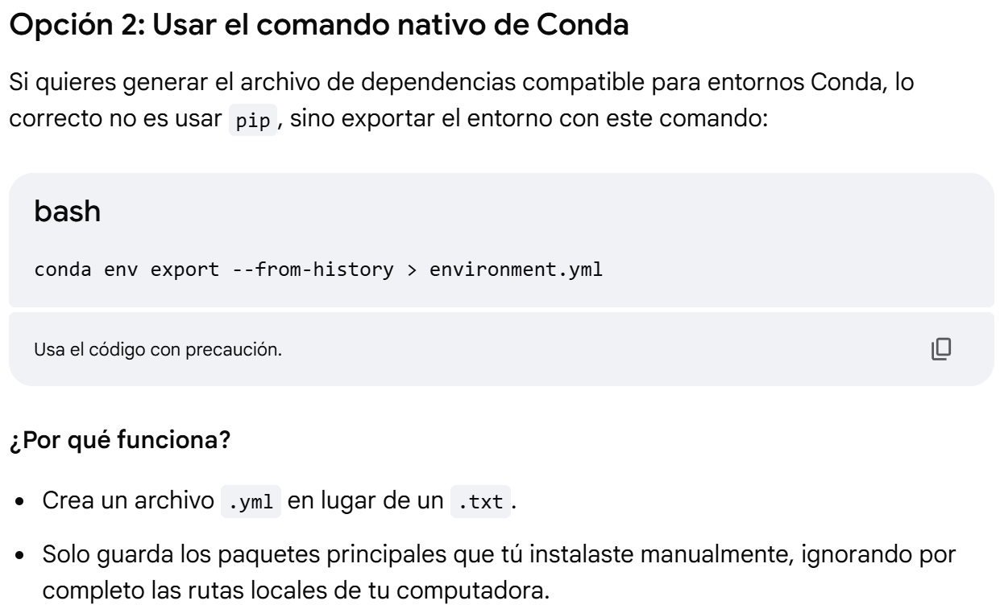 Opción 2: Usar el comando nativo de Conda
Si quieres generar el archivo de dependencias compatible para entornos Conda, lo
correcto no es usar pip, sino exportar el entorno con este comando:
bash
conda env export --from-history > environment.yml
Usa el código con precaución.
¿Por qué funciona?
• Crea un archivo .yml en lugar de un .txt.
• Solo guarda los paquetes principales que tú instalaste manualmente, ignorando por
completo las rutas locales de tu computadora.